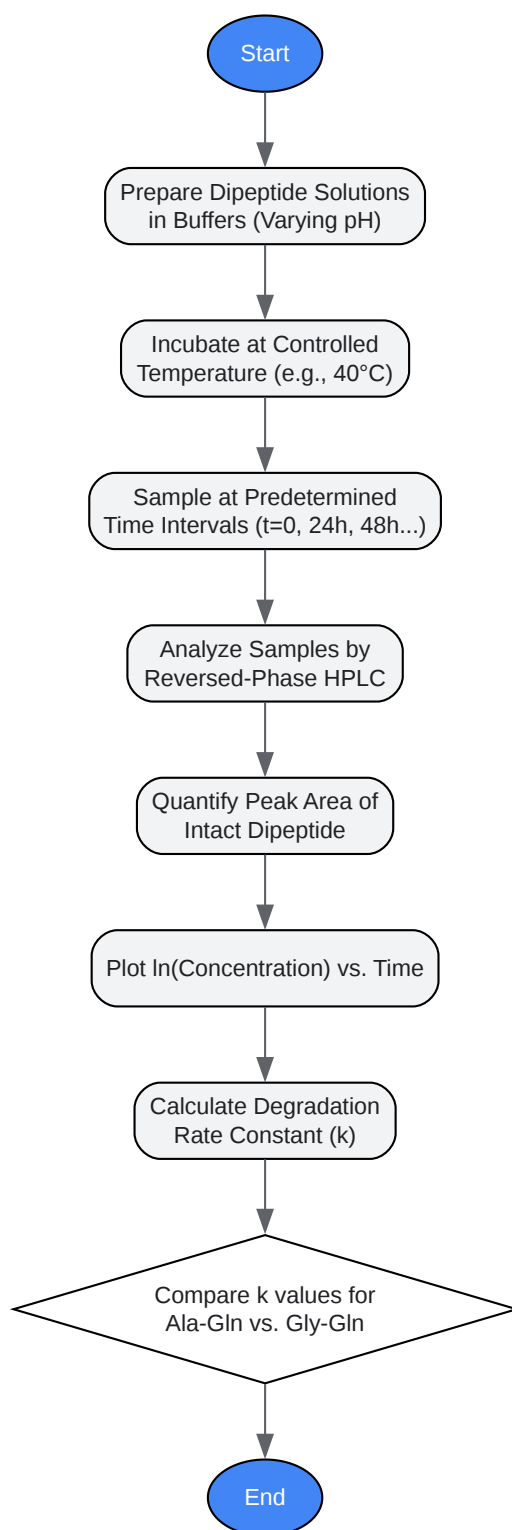 Start
Prepare Dipeptide Solutions
in Buffers (Varying pH)
Incubate at Controlled
Temperature (e.g., 40°C)
Sample at Predetermined
Time Intervals (t=0, 24h, 48h...)
Analyze Samples by
Reversed-Phase HPLC
Quantify Peak Area of
Intact Dipeptide
Plot ln(Concentration) vs. Time
Calculate Degradation
Rate Constant (k)
Compare k values for
Ala-Gln vs. Gly-Gln
End